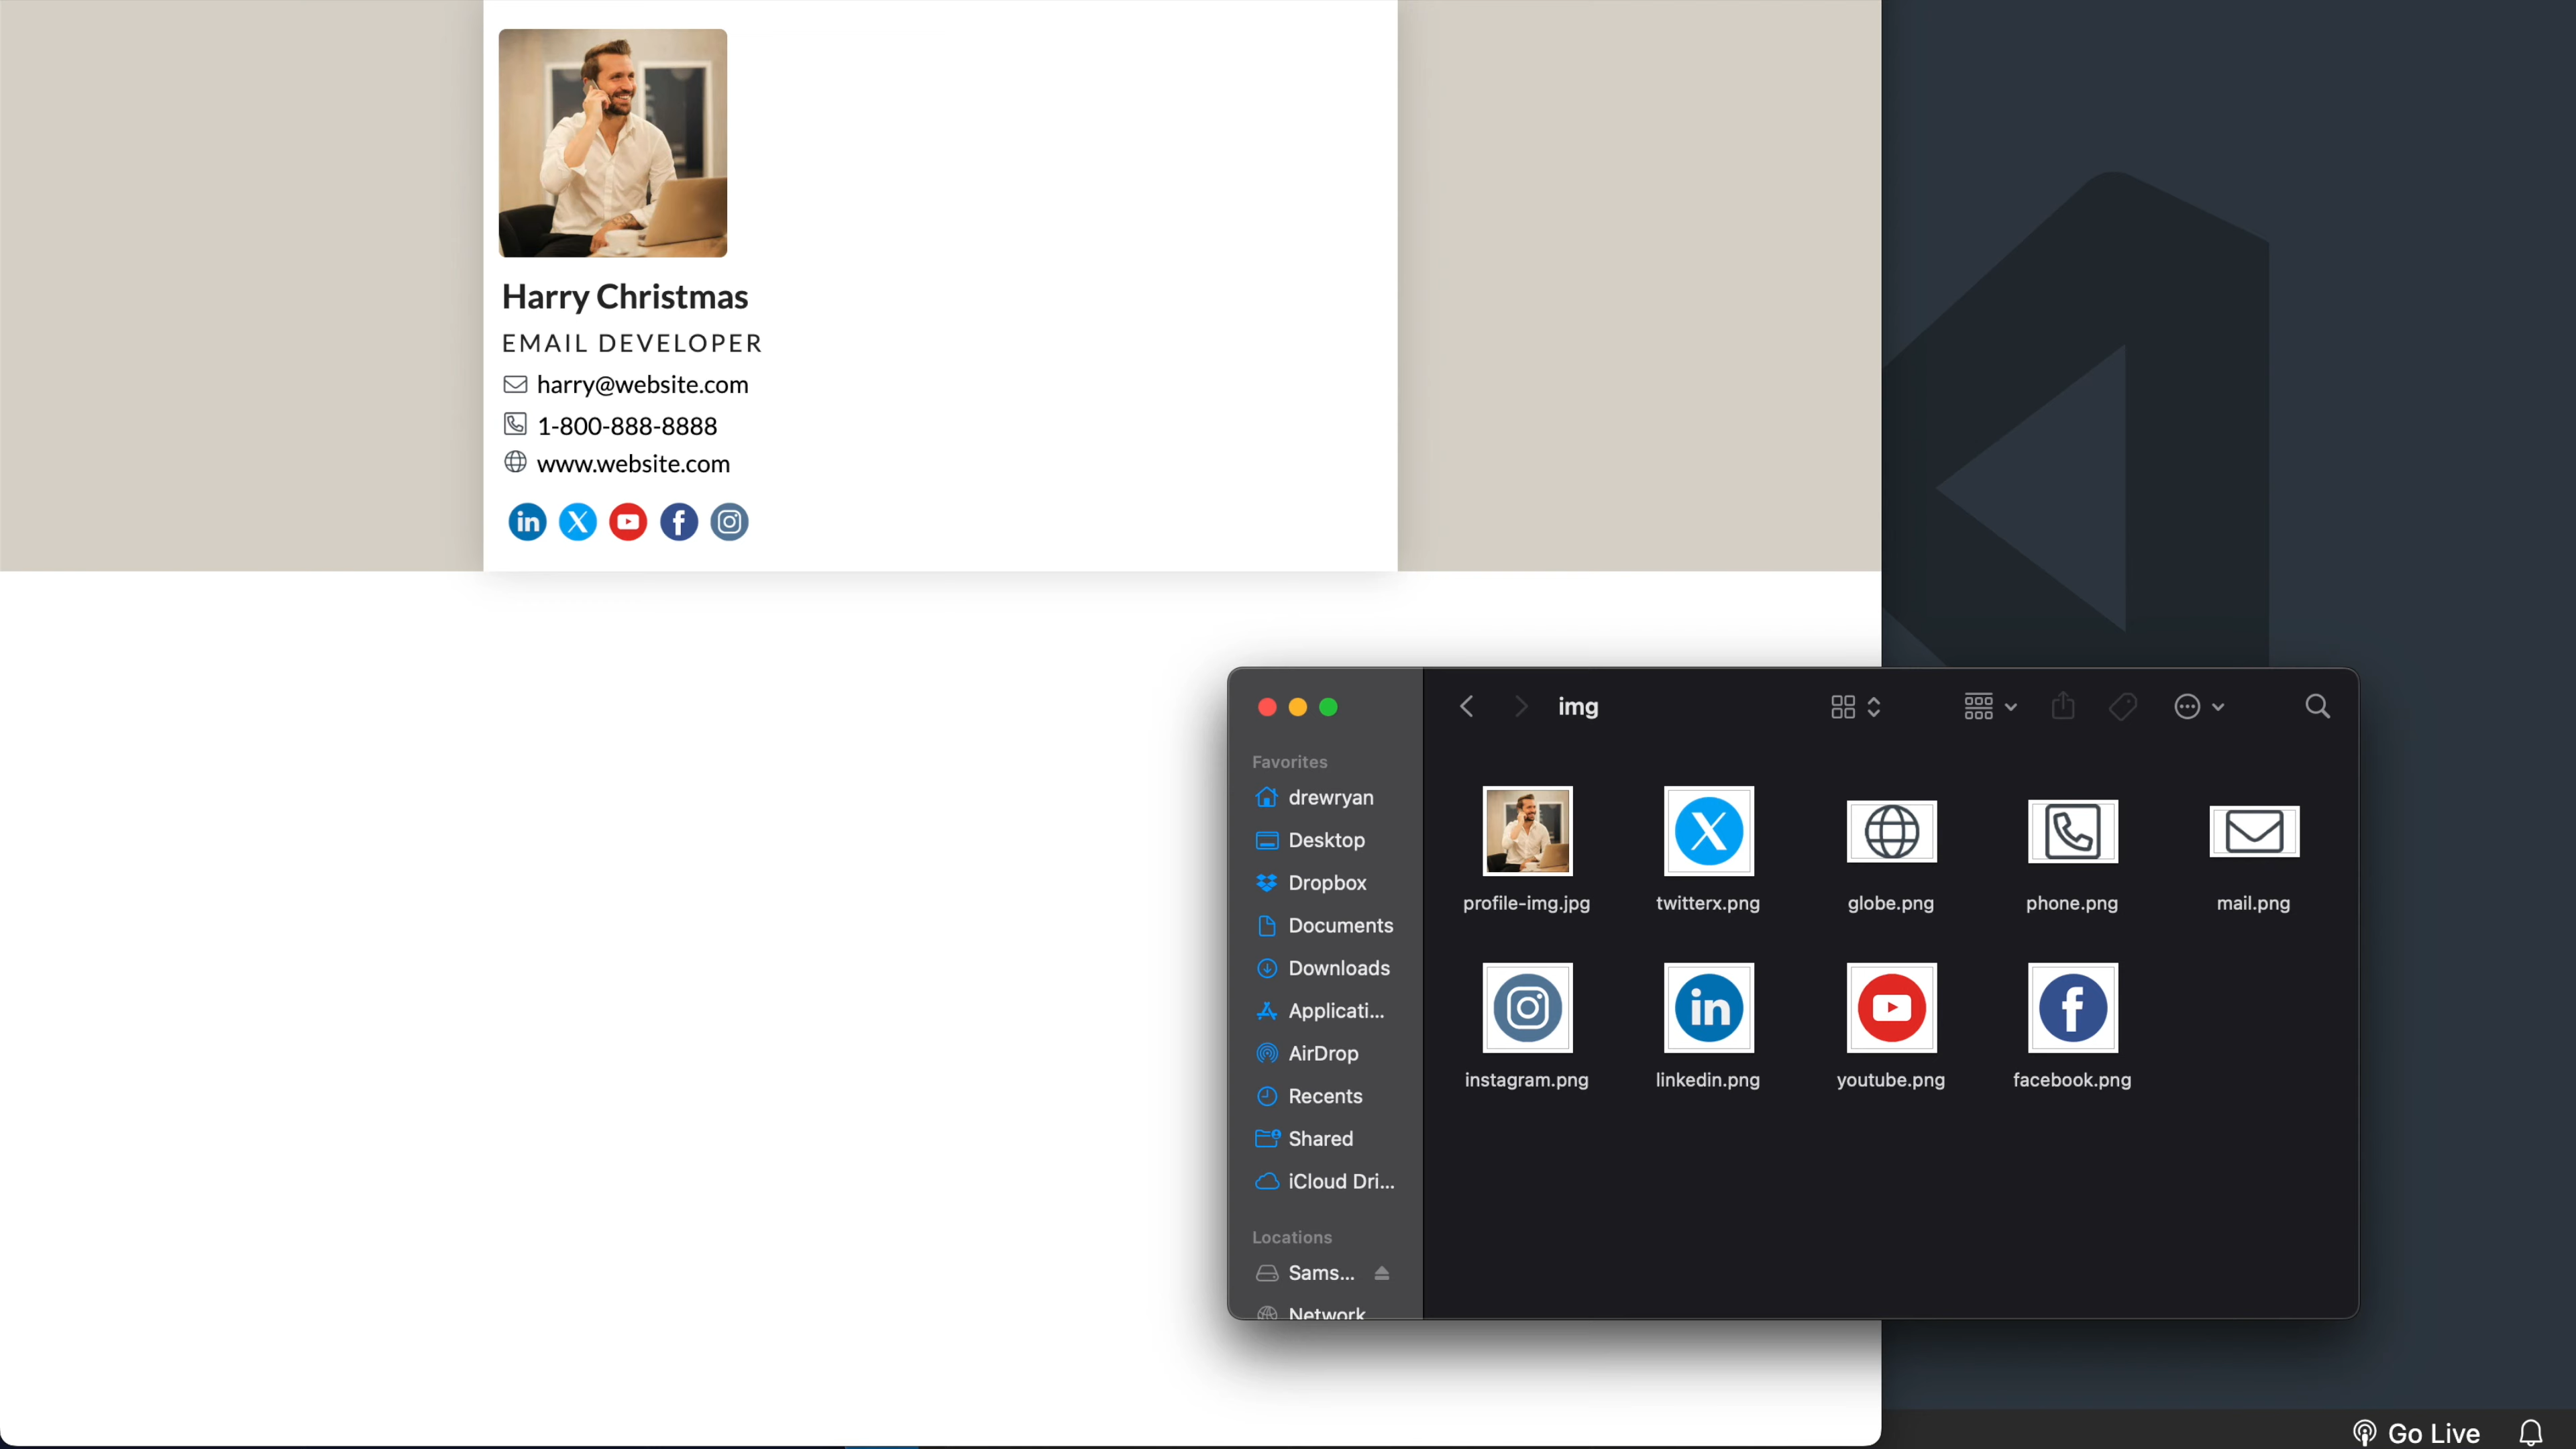 Harry Christmas
EMAIL DEVELOPER
harry@website.com
1-800-888-8888
www.website.com
in X f
img
Favorites
drewryan
Desktop
Dropbox
Documents
Downloads
Applicati...
AirDrop
Recents
Shared
iCloud Dri...
Locations
Sams...
Network
X
profile-img.jpg twitterx.png globe.png phone.png mail.png
in f
instagram.png linkedin.png youtube.png facebook.png
Go Live